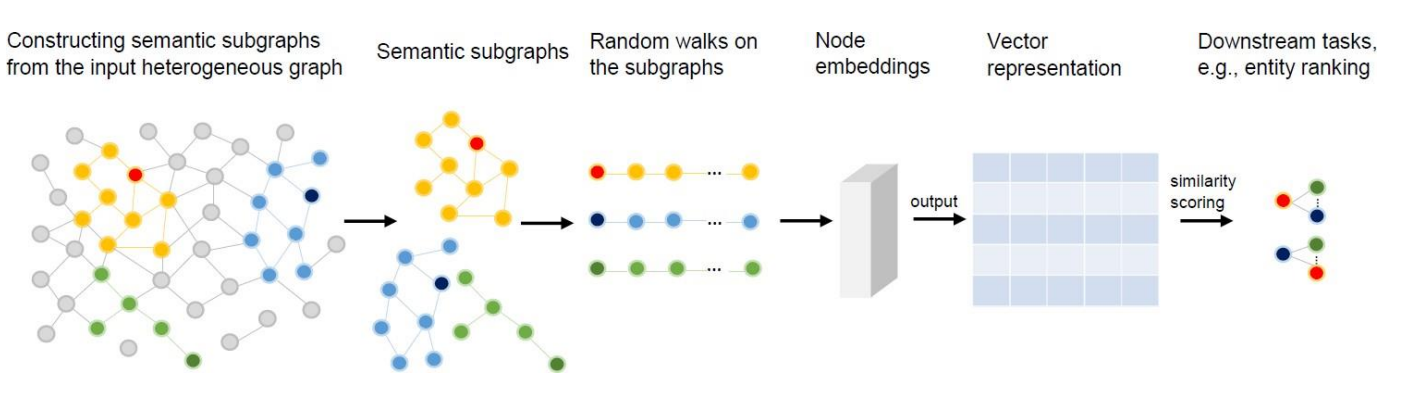 Constructing semantic subgraphs
from the input heterogeneous graph
Semantic subgraphs
Random walks on
the subgraphs
Node
embeddings
Vector
representation
Downstream tasks,
e.g., entity ranking
...
...
...
output
similarity
scoring